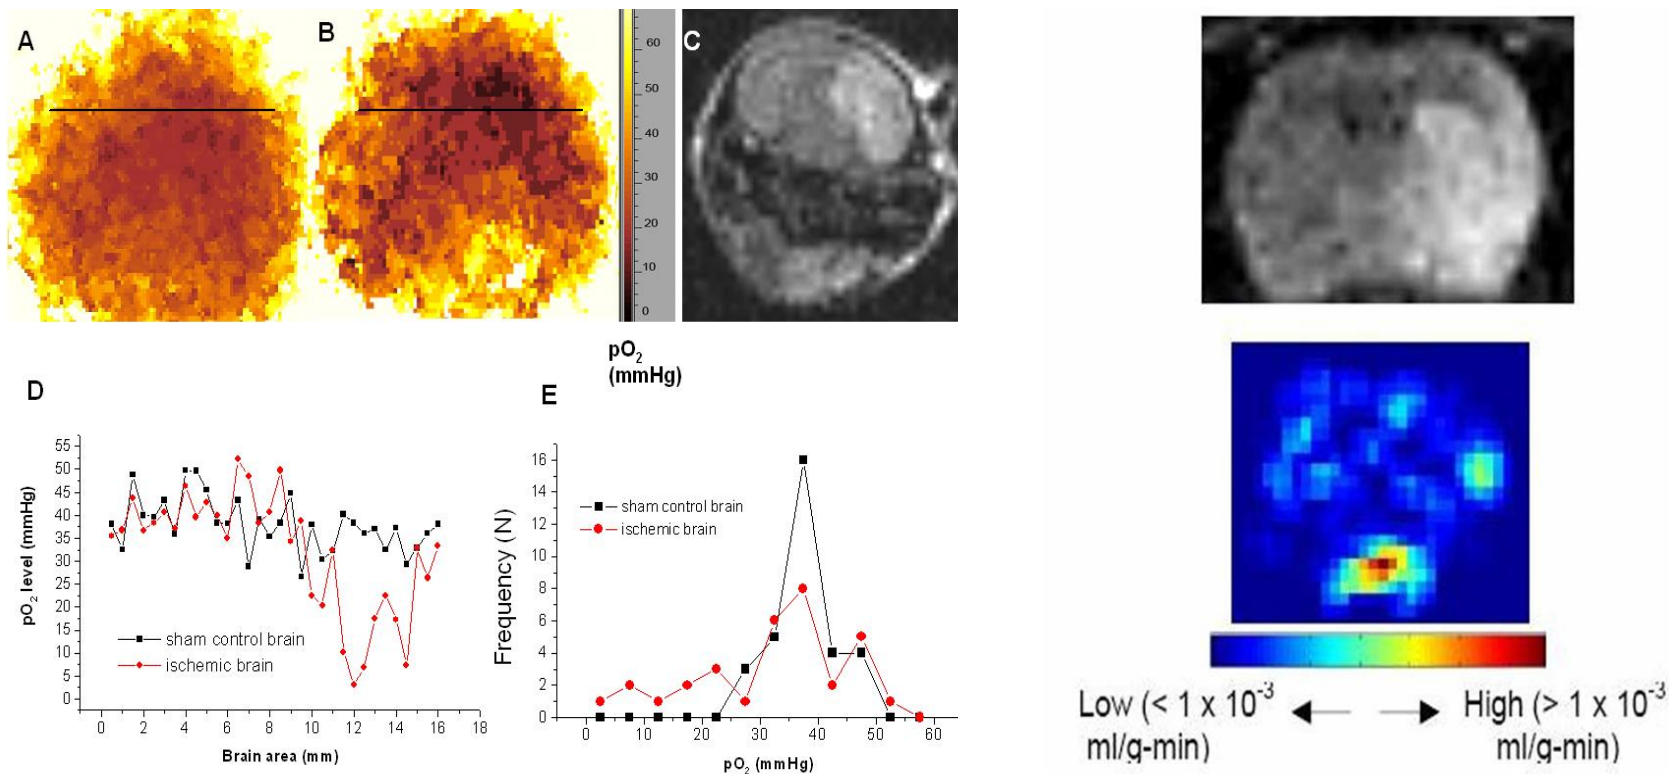 A
B
60
50
40
30
20
10
0
C
pO2
(mmHg)
D
55
50
45
40
35
30
25
20
15
10
5
0
pO2 level (mmHg)
sham control brain
ischemic brain
0 2 4 6 8 10 12 14 16 18
Brain area (mm)
E
16
14
12
10
8
6
4
2
0
Frequency (N)
sham control brain
ischemic brain
0 10 20 30 40 50 60
pO2 (mmHg)
Low (< 1 x 10-3
ml/g-min)
High (> 1 x 10-3
ml/g-min)